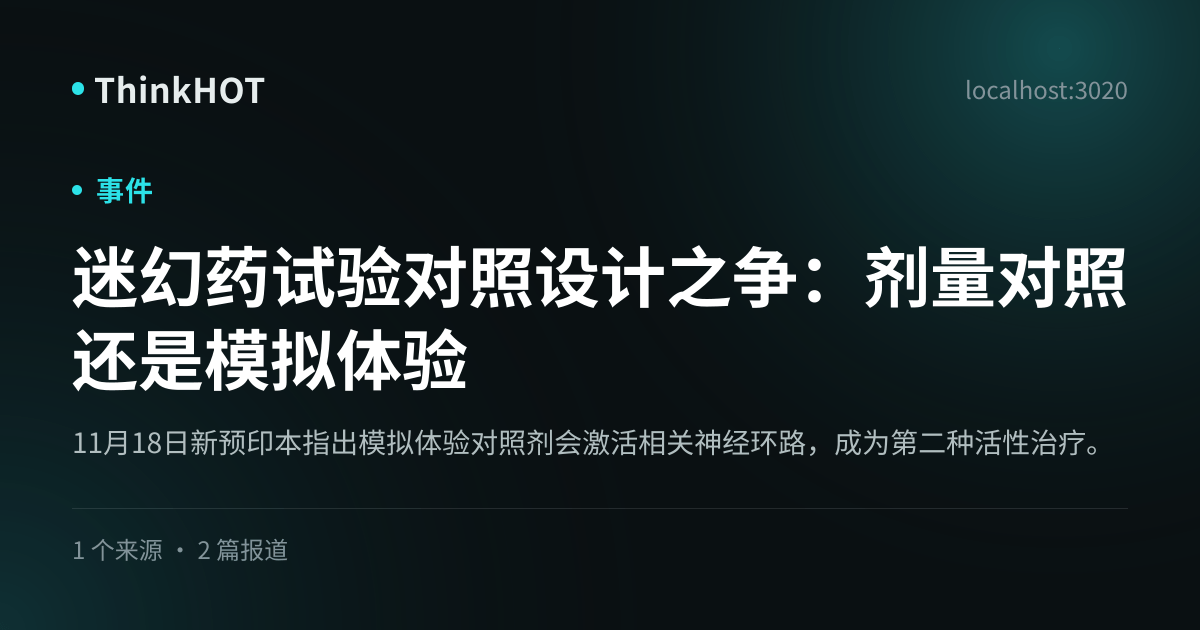 ThinkHOT
localhost:3020
事件
迷幻药试验对照设计之争：剂量对照
还是模拟体验
11月18日新预印本指出模拟体验对照剂会激活相关神经环路，成为第二种活性治疗。
1 个来源 · 2 篇报道